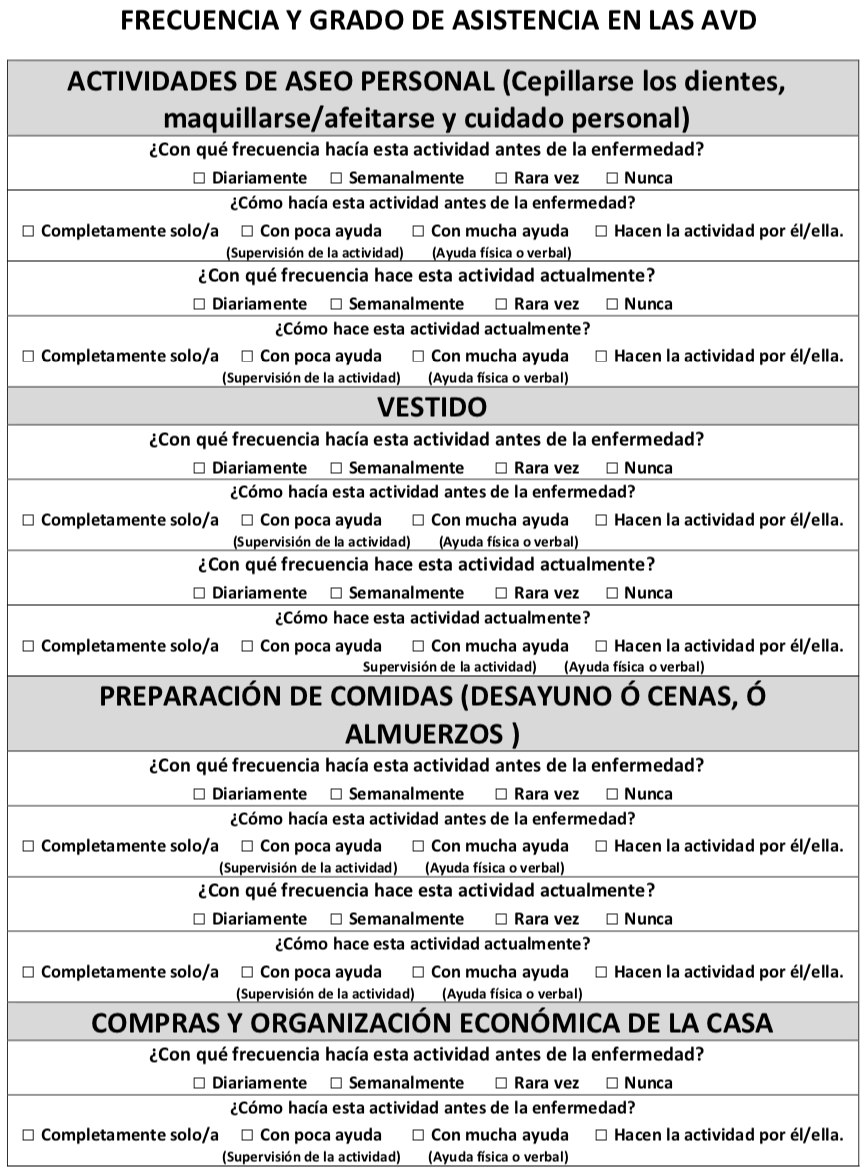 FRECUENCIA Y GRADO DE ASISTENCIA EN LAS AVD
ACTIVIDADES DE ASEO PERSONAL (Cepillarse los dientes,
maquillarse/afeitarse y cuidado personal)
¿Con qué frecuencia hacía esta actividad antes de la enfermedad?
☐ Diariamente ☐ Semanalmente ☐ Rara vez ☐ Nunca
¿Cómo hacía esta actividad antes de la enfermedad?
☐ Completamente solo/a ☐ Con poca ayuda ☐ Con mucha ayuda ☐ Hacen la actividad por él/ella.
(Supervisión de la actividad) (Ayuda física o verbal)
¿Con qué frecuencia hace esta actividad actualmente?
☐ Diariamente ☐ Semanalmente ☐ Rara vez ☐ Nunca
¿Cómo hace esta actividad actualmente?
☐ Completamente solo/a ☐ Con poca ayuda ☐ Con mucha ayuda ☐ Hacen la actividad por él/ella.
(Supervisión de la actividad) (Ayuda física o verbal)
VESTIDO
¿Con qué frecuencia hacía esta actividad antes de la enfermedad?
☐ Diariamente ☐ Semanalmente ☐ Rara vez ☐ Nunca
¿Cómo hacía esta actividad antes de la enfermedad?
☐ Completamente solo/a ☐ Con poca ayuda ☐ Con mucha ayuda ☐ Hacen la actividad por él/ella.
(Supervisión de la actividad) (Ayuda física o verbal)
¿Con qué frecuencia hace esta actividad actualmente?
☐ Diariamente ☐ Semanalmente ☐ Rara vez ☐ Nunca
¿Cómo hace esta actividad actualmente?
☐ Completamente solo/a ☐ Con poca ayuda ☐ Con mucha ayuda ☐ Hacen la actividad por él/ella.
Supervisión de la actividad) (Ayuda física o verbal)
PREPARACIÓN DE COMIDAS (DESAYUNO Ó CENAS, Ó
ALMUERZOS )
¿Con qué frecuencia hacía esta actividad antes de la enfermedad?
☐ Diariamente ☐ Semanalmente ☐ Rara vez ☐ Nunca
¿Cómo hacía esta actividad antes de la enfermedad?
☐ Completamente solo/a ☐ Con poca ayuda ☐ Con mucha ayuda ☐ Hacen la actividad por él/ella.
(Supervisión de la actividad) (Ayuda física o verbal)
¿Con qué frecuencia hace esta actividad actualmente?
☐ Diariamente ☐ Semanalmente ☐ Rara vez ☐ Nunca
¿Cómo hace esta actividad actualmente?
☐ Completamente solo/a ☐ Con poca ayuda ☐ Con mucha ayuda ☐ Hacen la actividad por él/ella.
(Supervisión de la actividad) (Ayuda física o verbal)
COMPRAS Y ORGANIZACIÓN ECONÓMICA DE LA CASA
¿Con qué frecuencia hacía esta actividad antes de la enfermedad?
☐ Diariamente ☐ Semanalmente ☐ Rara vez ☐ Nunca
¿Cómo hacía esta actividad antes de la enfermedad?
☐ Completamente solo/a ☐ Con poca ayuda ☐ Con mucha ayuda ☐ Hacen la actividad por él/ella.
(Supervisión de la actividad) (Ayuda física o verbal)